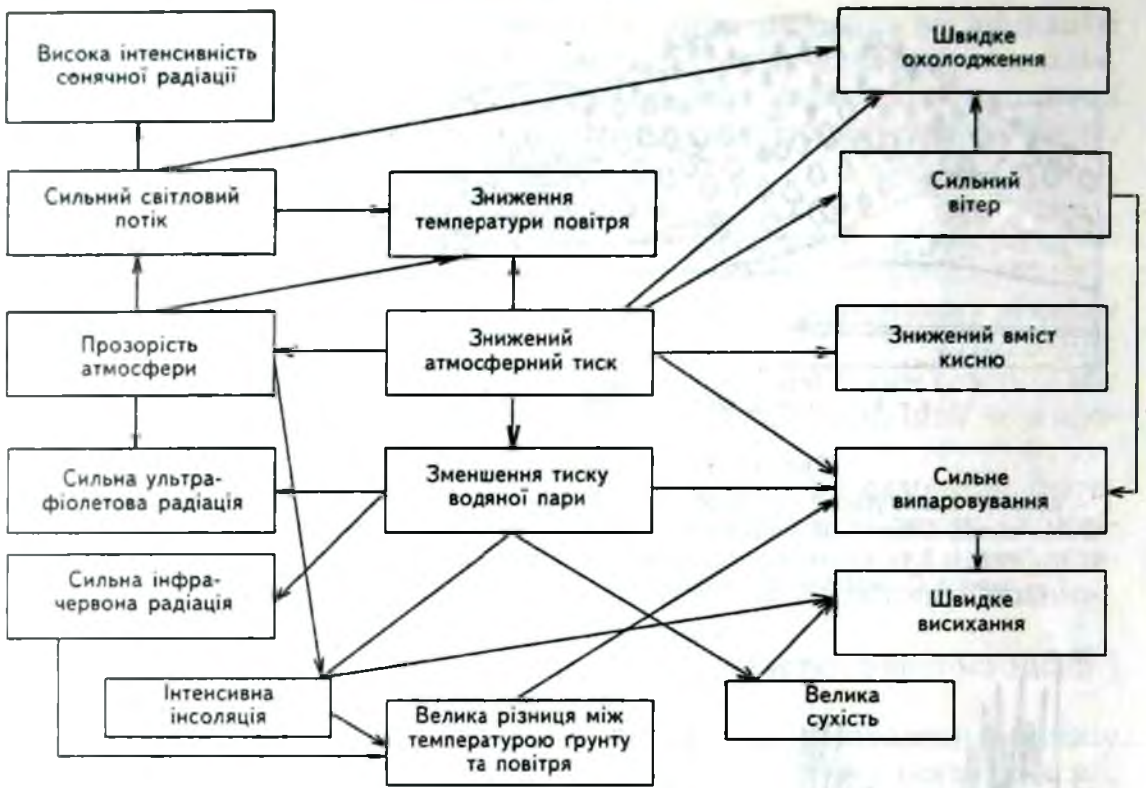 Висока інтенсивність
сонячної радіації
Швидке
охолодження
Сильний світловий
потік
Зниження
температури повітря
Сильний
вітер
Прозорість
атмосфери
Знижений
атмосферний тиск
Знижений вміст
кисню
Сильна ультра-
фіолетова радіація
Зменшення тиску
водяної пари
Сильне
випаровування
Сильна інфра-
червона радіація
Швидке
висихання
Інтенсивна
інсоляція
Велика різниця між
температурою ґрунту
та повітря
Велика
сухість